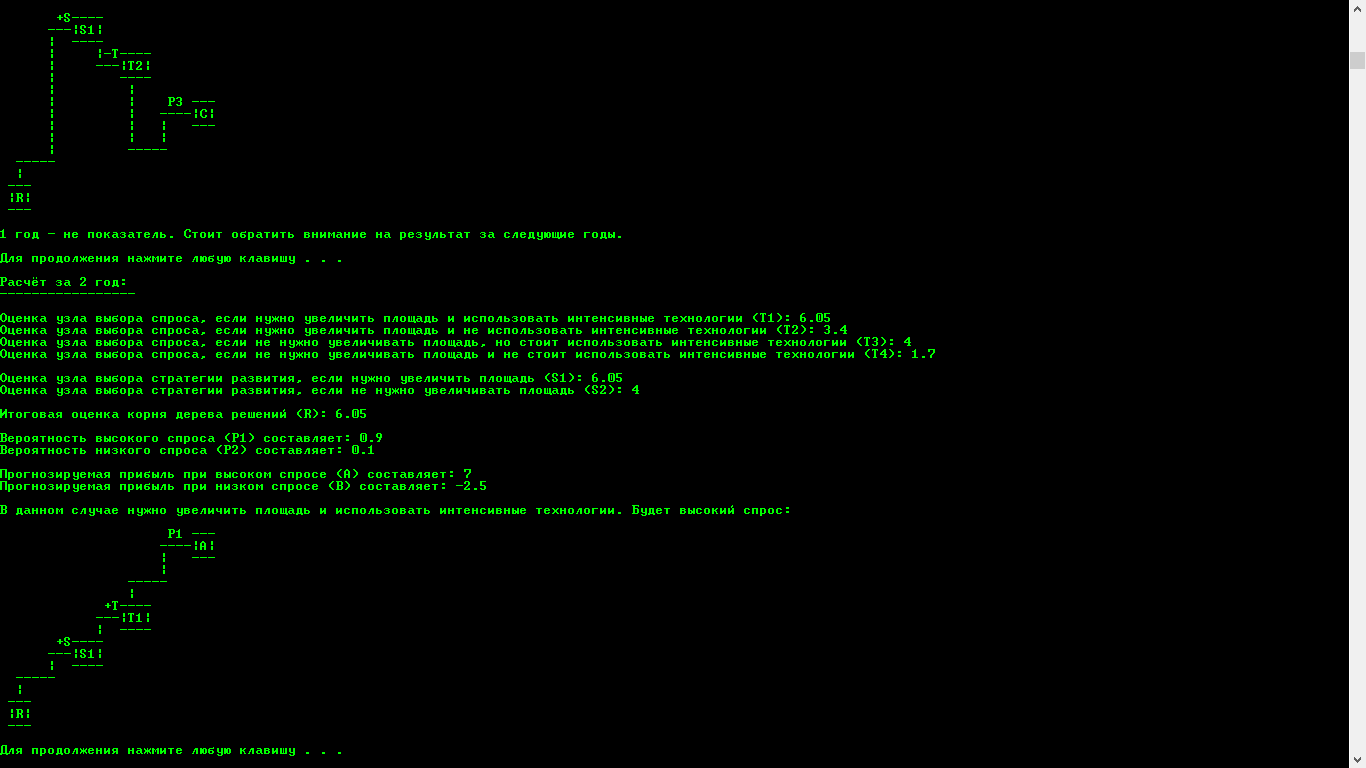 +S----
---|S1|
|  ----
|     |-T----
|     ---|T2|
|        ----
|         |
|         |    P3 ---
|         |   ----|C|
|         |   |   ---
|         |   |
|         -----
-----
|
---
|R|
---
1 год - не показатель. Стоит обратить внимание на результат за следующие годы.
Для продолжения нажмите любую клавишу . . .
Расчёт за 2 год:
-----------------
Оценка узла выбора спроса, если нужно увеличить площадь и использовать интенсивные технологии (T1): 6.05
Оценка узла выбора спроса, если нужно увеличить площадь и не использовать интенсивные технологии (T2): 3.4
Оценка узла выбора спроса, если не нужно увеличивать площадь, но стоит использовать интенсивные технологии (T3): 4
Оценка узла выбора спроса, если не нужно увеличивать площадь и не стоит использовать интенсивные технологии (T4): 1.7
Оценка узла выбора стратегии развития, если нужно увеличить площадь (S1): 6.05
Оценка узла выбора стратегии развития, если не нужно увеличивать площадь (S2): 4
Итоговая оценка корня дерева решений (R): 6.05
Вероятность высокого спроса (P1) составляет: 0.9
Вероятность низкого спроса (P2) составляет: 0.1
Прогнозируемая прибыль при высоком спросе (A) составляет: 7
Прогнозируемая прибыль при низком спросе (B) составляет: -2.5
В данном случае нужно увеличить площадь и использовать интенсивные технологии. Будет высокий спрос:
P1 ---
----|A|
|   ---
|
-----
|
+T----
---|T1|
|  ----
+S----
---|S1|
|  ----
-----
|
---
|R|
---
Для продолжения нажмите любую клавишу . . .